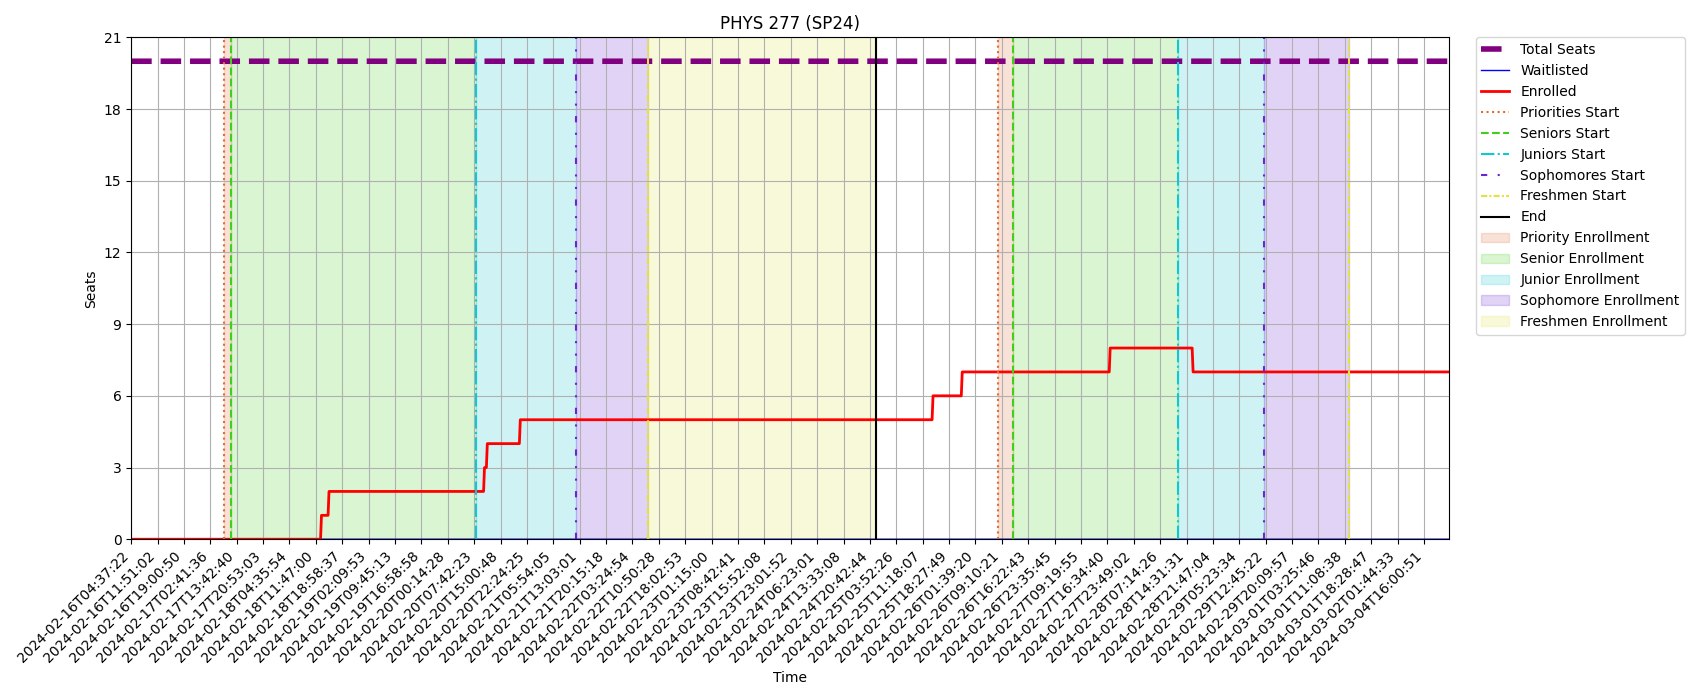 PHYS 277 (SP24)
21
18
15
12
9
6
3
0
Seats
2024-02-16T04:37:22
2024-02-16T11:51:02
2024-02-16T19:00:50
2024-02-17T02:41:36
2024-02-17T13:42:40
2024-02-17T20:53:03
2024-02-18T04:35:54
2024-02-18T11:47:00
2024-02-18T18:58:37
2024-02-19T02:09:53
2024-02-19T09:45:13
2024-02-19T16:58:58
2024-02-20T00:14:28
2024-02-20T07:42:23
2024-02-20T15:00:48
2024-02-20T22:24:25
2024-02-21T05:54:05
2024-02-21T13:03:01
2024-02-21T20:15:18
2024-02-22T03:24:54
2024-02-22T10:50:28
2024-02-22T18:02:53
2024-02-23T01:15:00
2024-02-23T08:42:41
2024-02-23T15:52:08
2024-02-23T23:01:52
2024-02-24T06:23:01
2024-02-24T13:33:08
2024-02-24T20:42:44
2024-02-25T03:52:26
2024-02-25T11:18:07
2024-02-25T18:27:49
2024-02-26T01:39:20
2024-02-26T09:10:21
2024-02-26T16:22:43
2024-02-26T23:35:45
2024-02-27T09:19:55
2024-02-27T16:34:40
2024-02-27T23:49:02
2024-02-28T07:14:26
2024-02-28T14:31:31
2024-02-28T21:47:04
2024-02-29T05:23:34
2024-02-29T12:45:22
2024-02-29T20:09:57
2024-03-01T03:25:46
2024-03-01T11:08:38
2024-03-01T18:28:47
2024-03-02T01:44:33
2024-03-04T16:00:51
Time
Total Seats
Waitlisted
Enrolled
Priorities Start
Seniors Start
Juniors Start
Sophomores Start
Freshmen Start
End
Priority Enrollment
Senior Enrollment
Junior Enrollment
Sophomore Enrollment
Freshmen Enrollment